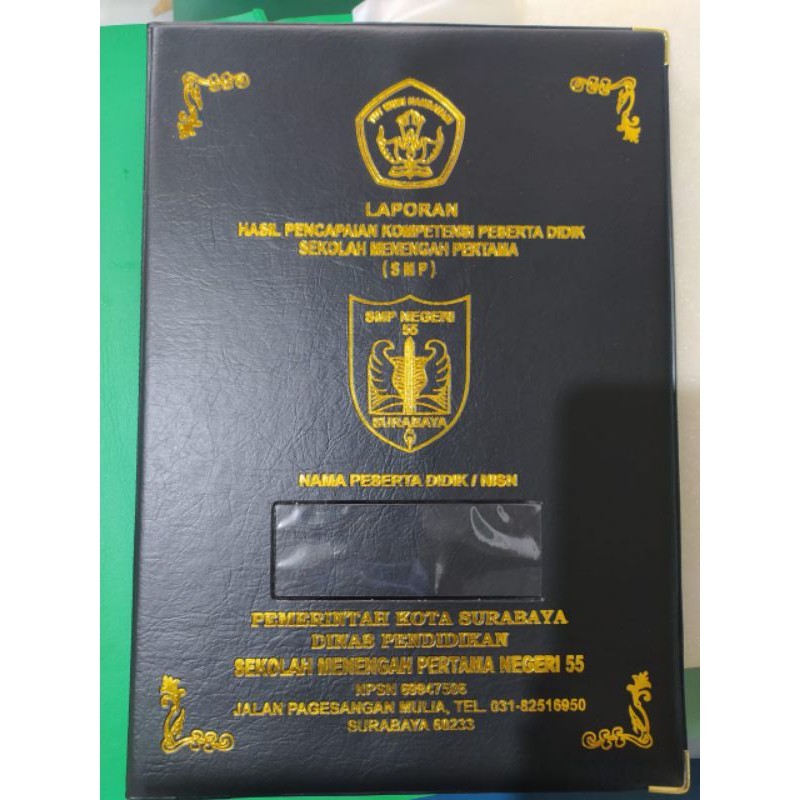 TUT WURI HANDAYANI
LAPORAN
HASIL PENCAPAIAN KOMPETENSI PESERTA DIDIK
SEKOLAH MENENGAH PERTAMA
(SMP)
SMP NEGERI
55
SURABAYA
NAMA PESERTA DIDIK / NISN
PEMERINTAH KOTA SURABAYA
DINAS PENDIDIKAN
SEKOLAH MENENGAH PERTAMA NEGERI 55
NPSN
JALAN PAGESANGAN MULIA, TEL. 031-82516950
SURABAYA 60233